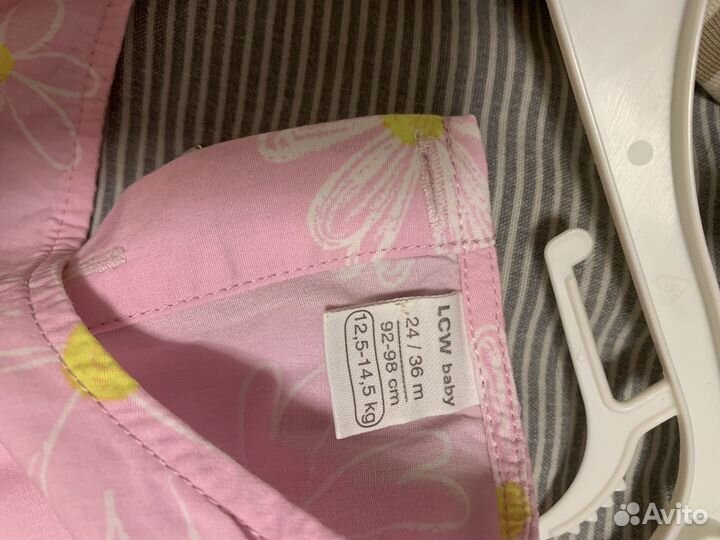 LCW baby
24 / 36 m
92-98 cm
12,5-14,5 kg
Avito